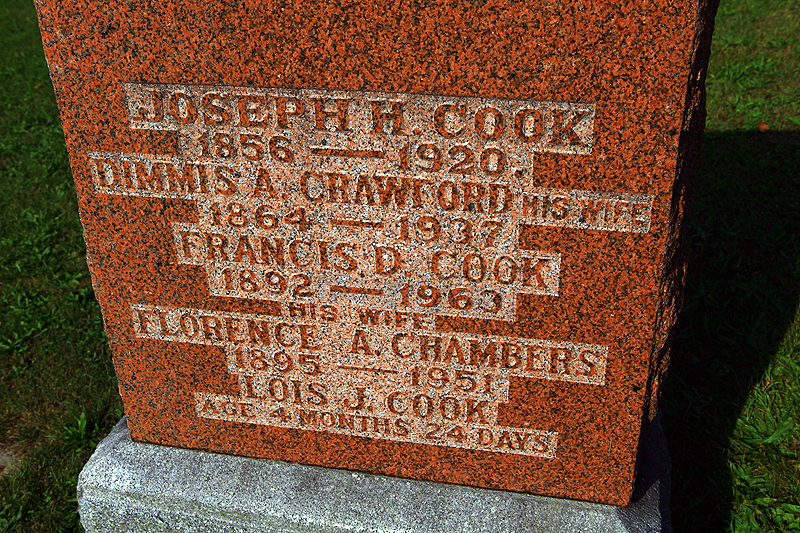 JOSEPH H. COOK
1856 — 1920.
DIMMIS A. CRAWFORD HIS WIFE
1864 — 1937
FRANCIS D. COOK
1892 — 1963
HIS WIFE
FLORENCE A. CHAMBERS
1895 — 1951
LOIS J. COOK
AGE 4 MONTHS 24 DAYS